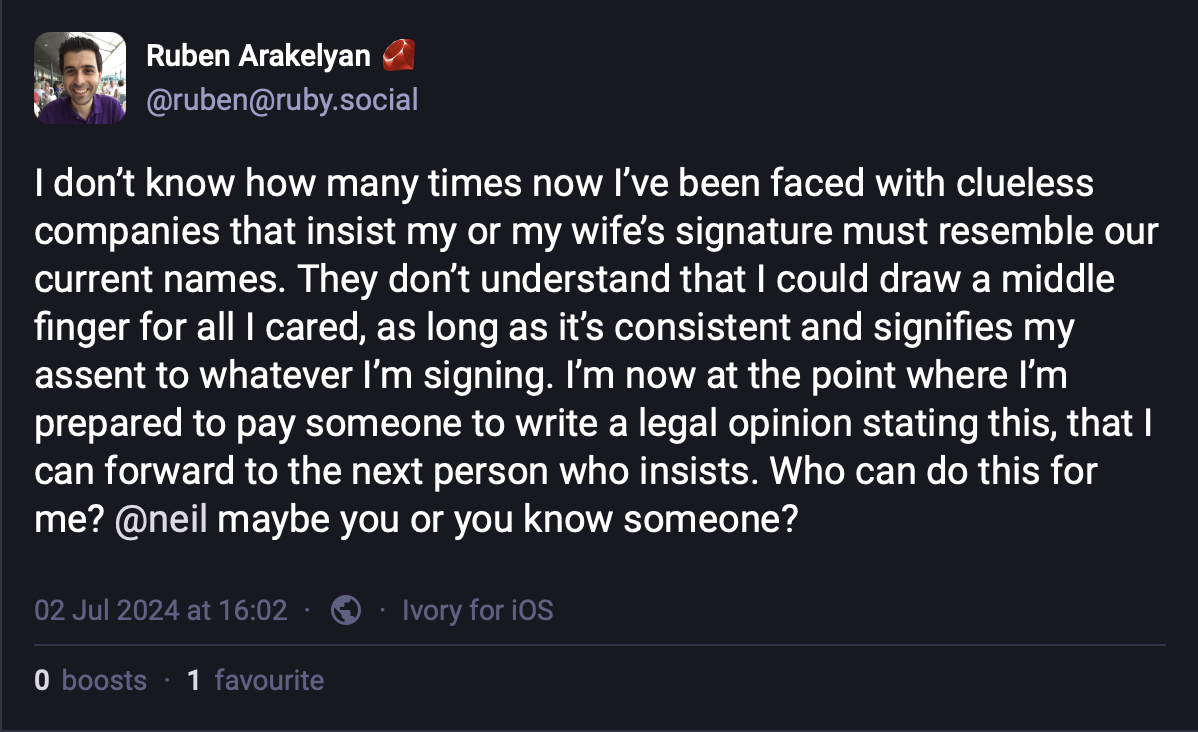 Ruben Arakelyan
@ruben@ruby.social
I don’t know how many times now I’ve been faced with clueless
companies that insist my or my wife’s signature must resemble our
current names. They don’t understand that I could draw a middle
finger for all I cared, as long as it’s consistent and signifies my
assent to whatever I’m signing. I’m now at the point where I’m
prepared to pay someone to write a legal opinion stating this, that I
can forward to the next person who insists. Who can do this for
me? @neil maybe you or you know someone?
02 Jul 2024 at 16:02 · · Ivory for iOS
0 boosts · 1 favourite